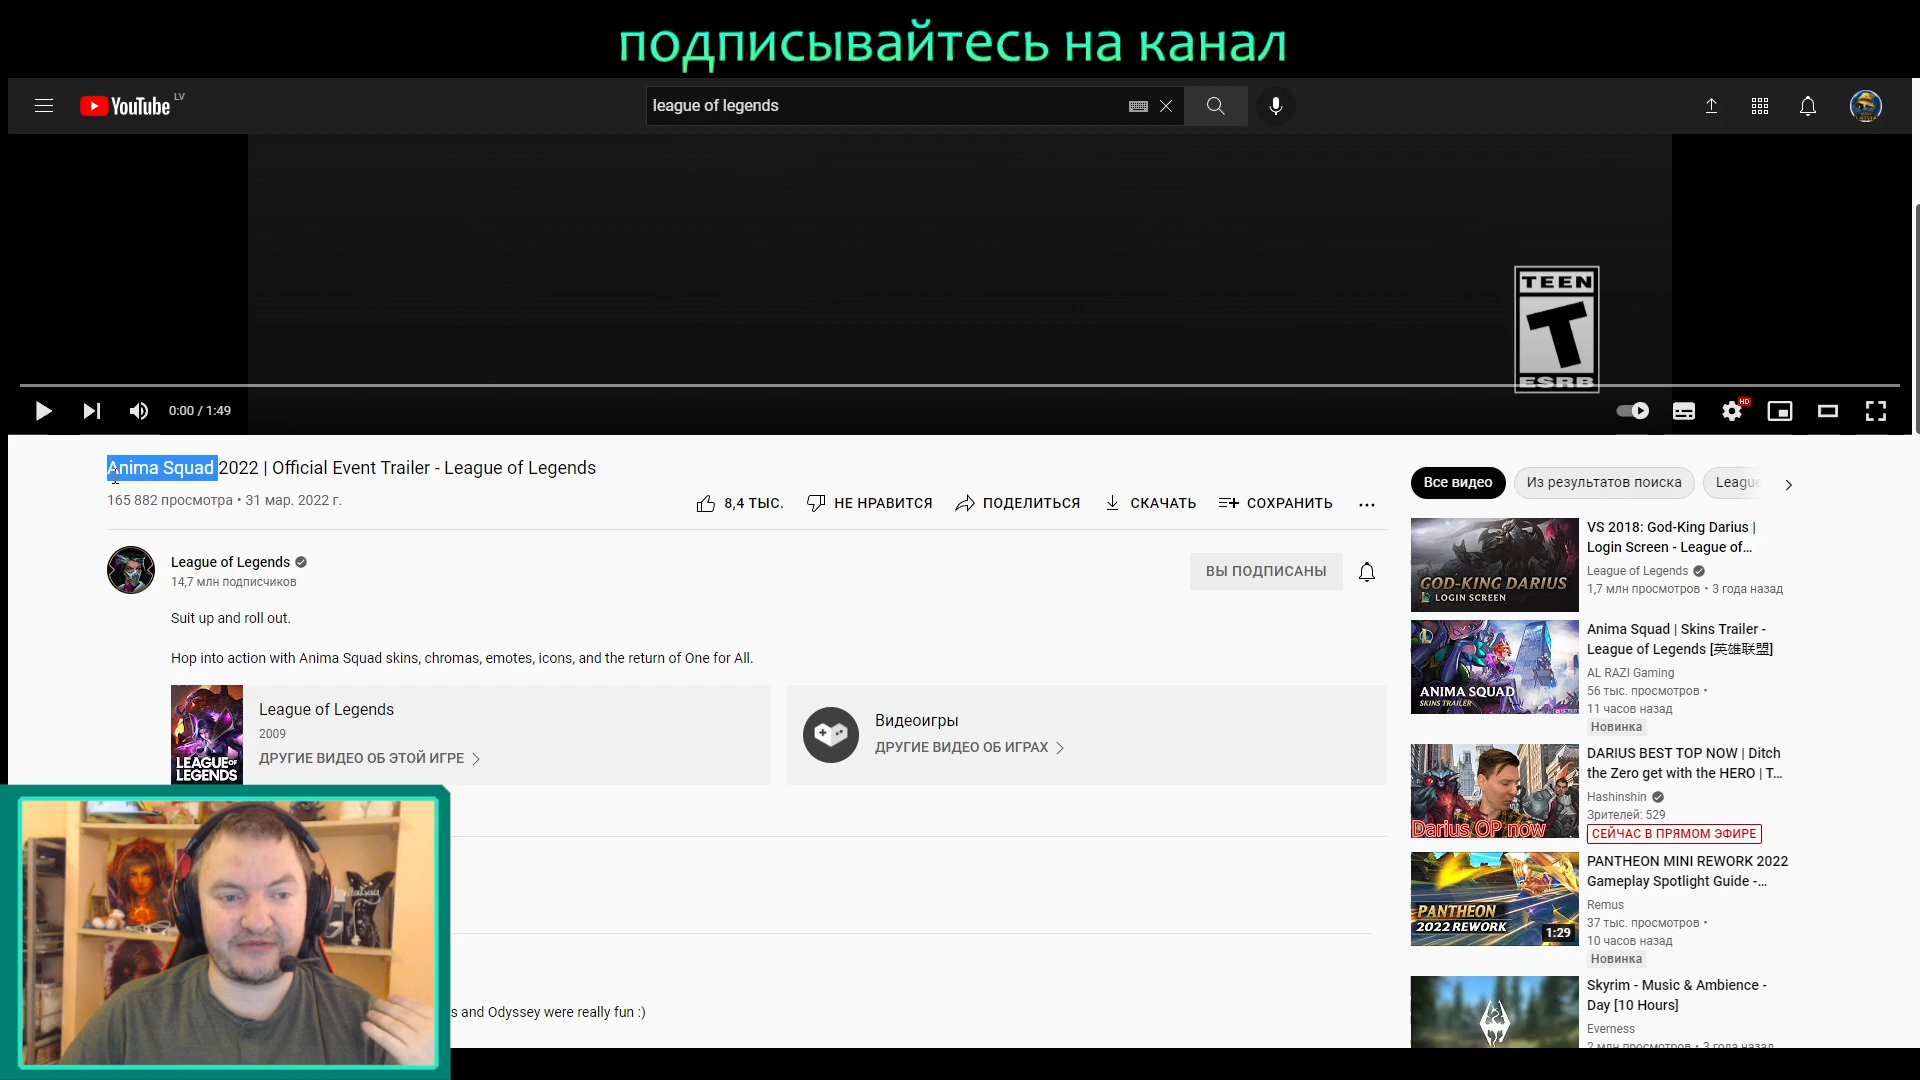 подписывайтесь на канал
YouTube LV
league of legends
TEEN
T
ESRB
0:00 / 1:49
HD
Anima Squad 2022 | Official Event Trailer - League of Legends
165 882 просмотра • 31 мар. 2022 г.
8,4 ТЫС.
НЕ НРАВИТСЯ
ПОДЕЛИТЬСЯ
СКАЧАТЬ
СОХРАНИТЬ
League of Legends
14,7 млн подписчиков
ВЫ ПОДПИСАНЫ
Suit up and roll out.
Hop into action with Anima Squad skins, chromas, emotes, icons, and the return of One for All.
LEAGUE OF
LEGENDS
League of Legends
2009
ДРУГИЕ ВИДЕО ОБ ЭТОЙ ИГРЕ
Видеоигры
ДРУГИЕ ВИДЕО ОБ ИГРАХ
s and Odyssey were really fun :)
Все видео
Из результатов поиска
League
GOD-KING DARIUS
LOGIN SCREEN
VS 2018: God-King Darius |
Login Screen - League of...
League of Legends
1,7 млн просмотров • 3 года назад
ANIMA SQUAD
SKINS TRAILER
Anima Squad | Skins Trailer -
League of Legends [英雄联盟]
AL RAZI Gaming
56 тыс. просмотров •
11 часов назад
Новинка
Darius OP now
DARIUS BEST TOP NOW | Ditch
the Zero get with the HERO | T...
Hashinshin
Зрителей: 529
СЕЙЧАС В ПРЯМОМ ЭФИРЕ
PANTHEON
2022 REWORK
1:29
PANTHEON MINI REWORK 2022
Gameplay Spotlight Guide -...
Remus
37 тыс. просмотров •
10 часов назад
Новинка
Skyrim - Music & Ambience -
Day [10 Hours]
Everness
2 млн просмотров • 3 года назад